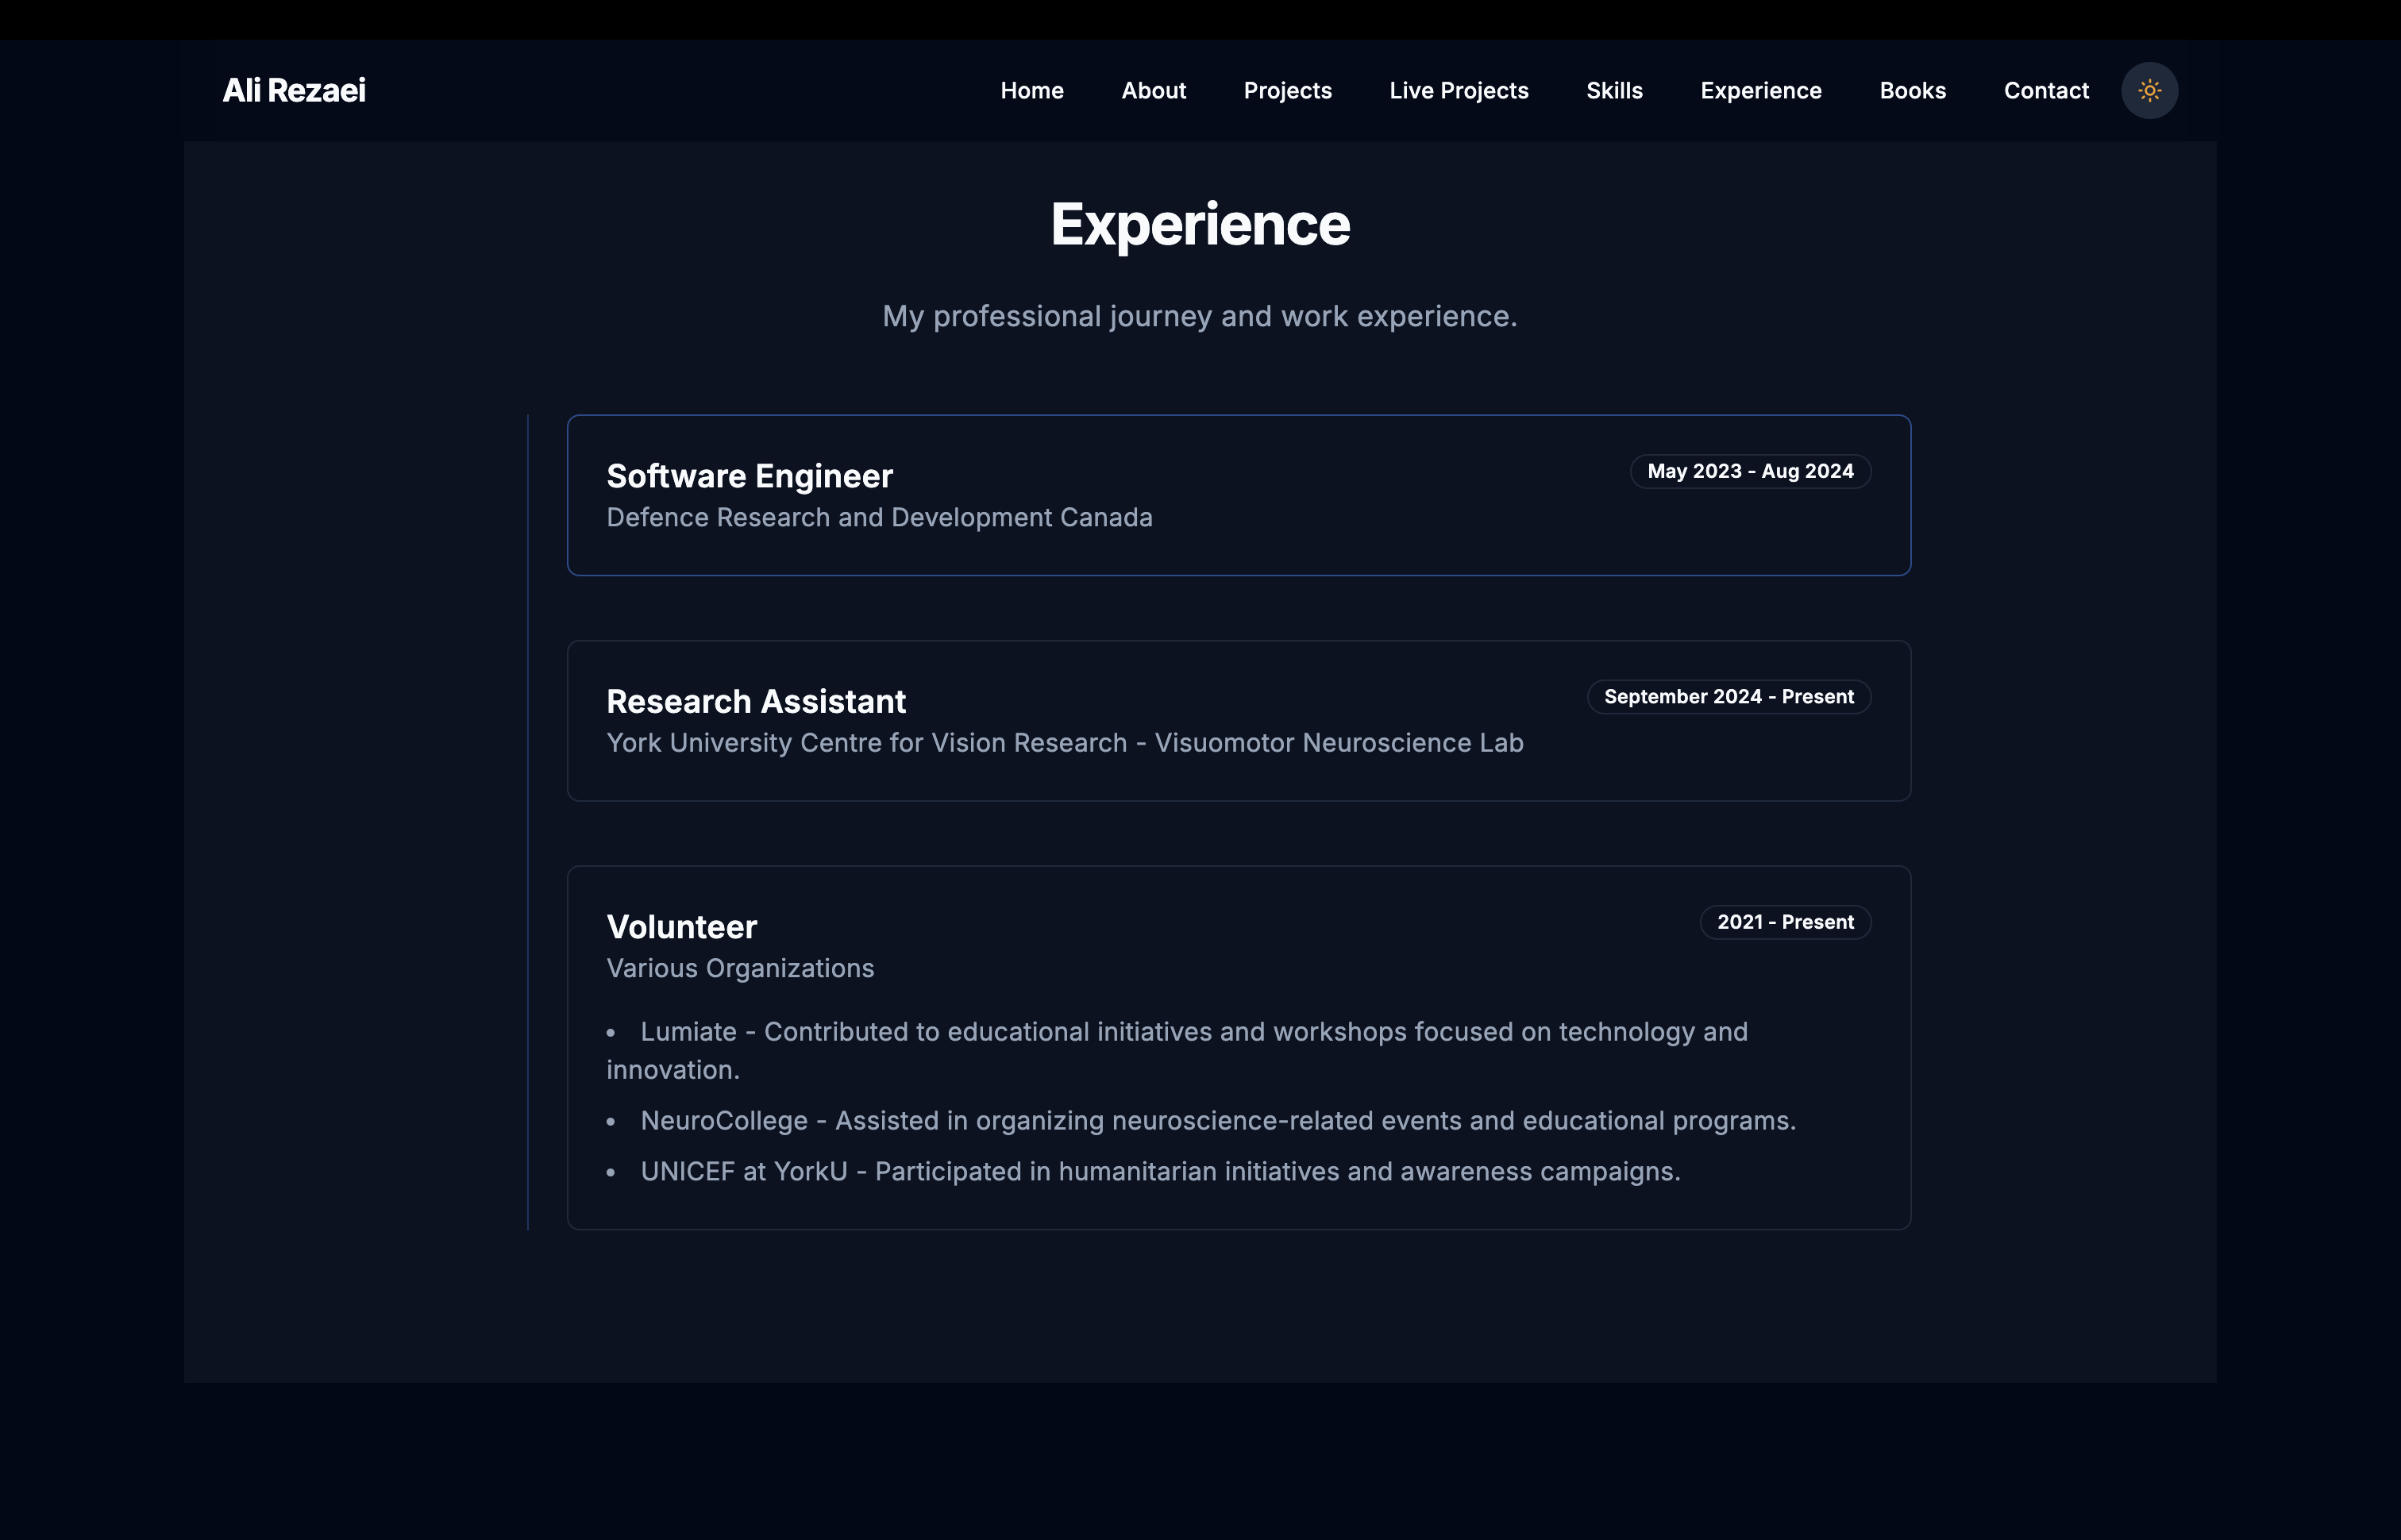 Ali Rezaei
Home About Projects Live Projects Skills Experience Books Contact
Experience
My professional journey and work experience.
Software Engineer
May 2023 - Aug 2024
Defence Research and Development Canada
Research Assistant
September 2024 - Present
York University Centre for Vision Research - Visuomotor Neuroscience Lab
Volunteer
2021 - Present
Various Organizations
• Lumiate - Contributed to educational initiatives and workshops focused on technology and
innovation.
• NeuroCollege - Assisted in organizing neuroscience-related events and educational programs.
• UNICEF at YorkU - Participated in humanitarian initiatives and awareness campaigns.